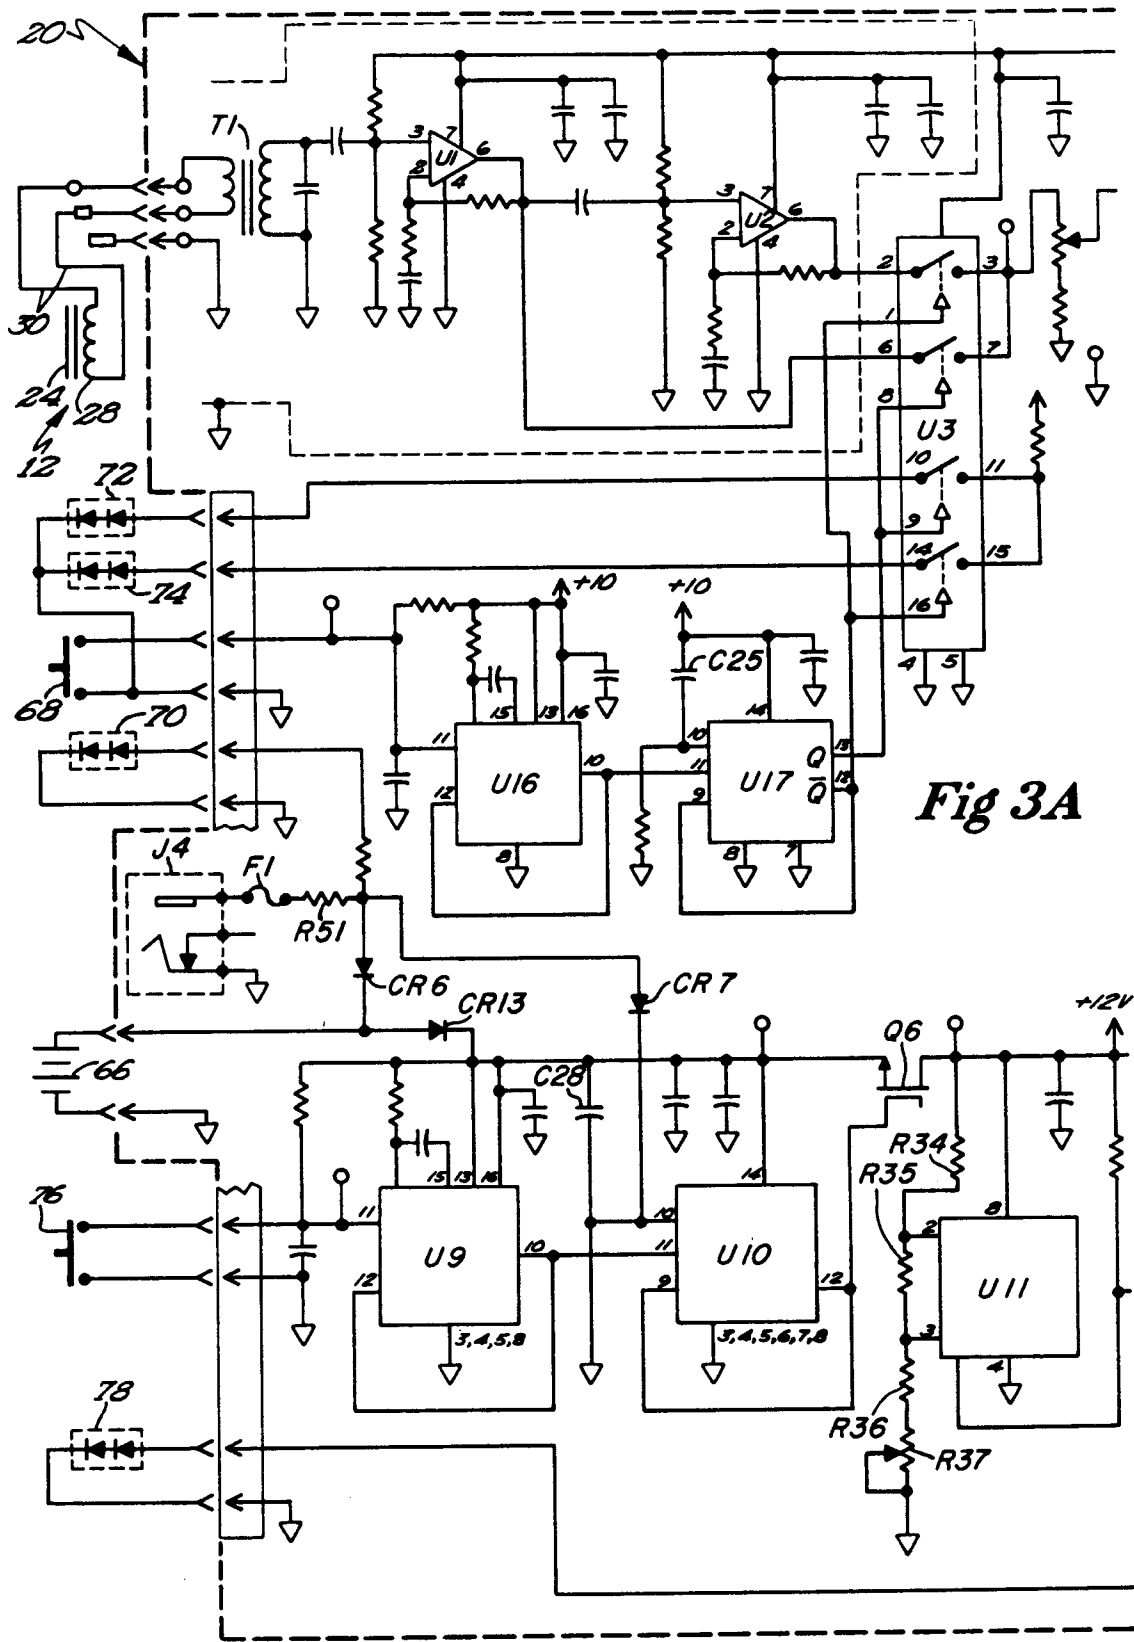 20
T1
3
7
U1
6
2
4
3
7
U2
6
2
4
2
3
1
6
7
8
U3
30
24
28
12
10
11
9
14
15
16
4
5
72
74
+10
+10
C25
68
15
13
16
14
70
11
10
10
13
U16
11
U17
Q
12
12
9
Q̅
8
8
7
Fig 3A
J4
F1
R51
CR6
CR7
CR13
+12V
Q6
66
C28
R34
R35
15
13
16
14
76
11
10
8
2
U9
10
11
U10
12
9
12
U11
3
3,4,5,8
3,4,5,6,7,8
4
78
R36
R37